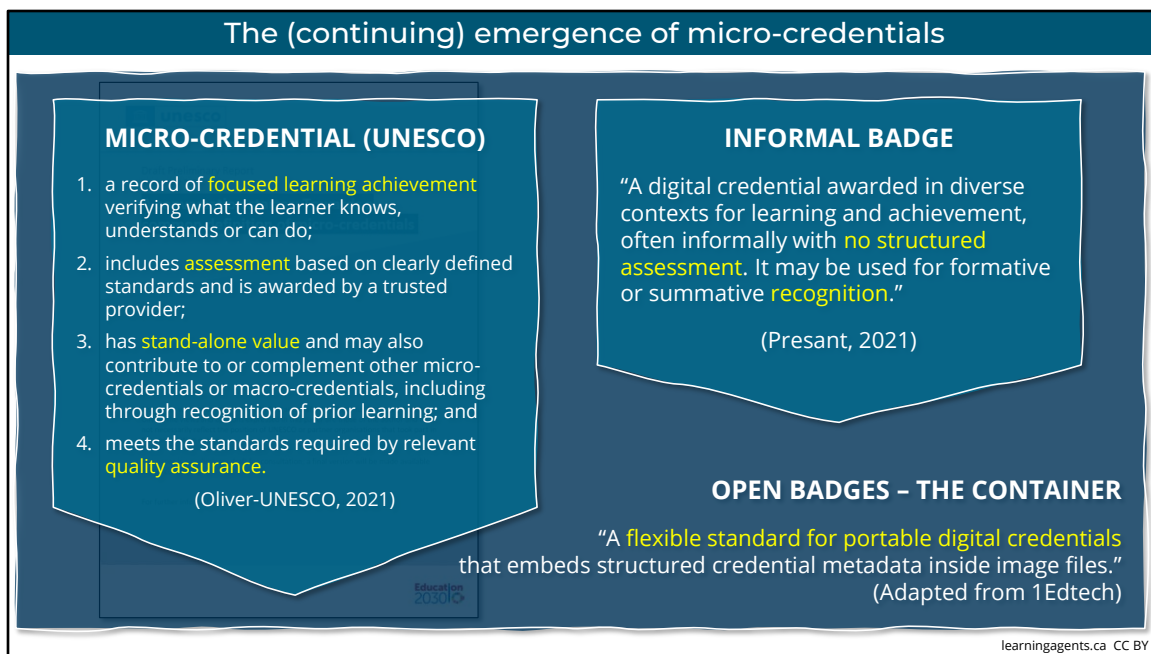 The (continuing) emergence of micro-credentials
unesco
MICRO-CREDENTIAL (UNESCO)
1. a record of focused learning achievement
verifying what the learner knows,
understands or can do;
2. includes assessment based on clearly defined
standards and is awarded by a trusted
provider;
3. has stand-alone value and may also
contribute to or complement other micro-
credentials or macro-credentials, including
through recognition of prior learning; and
4. meets the standards required by relevant
quality assurance.
(Oliver-UNESCO, 2021)
Education
2030
INFORMAL BADGE
“A digital credential awarded in diverse
contexts for learning and achievement,
often informally with no structured
assessment. It may be used for formative
or summative recognition.”
(Presant, 2021)
OPEN BADGES – THE CONTAINER
“A flexible standard for portable digital credentials
that embeds structured credential metadata inside image files.”
(Adapted from 1Edtech)
learningagents.ca CC BY